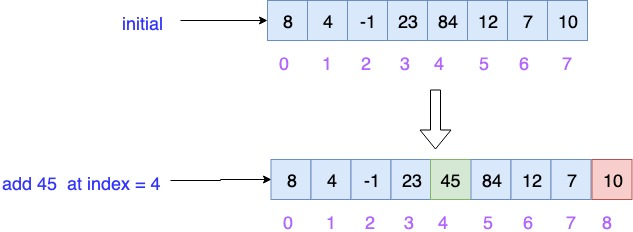 initial 8 4 -1 23 84 12 7 10
0 1 2 3 4 5 6 7
add 45 at index = 4 8 4 -1 23 45 84 12 7 10
0 1 2 3 4 5 6 7 8